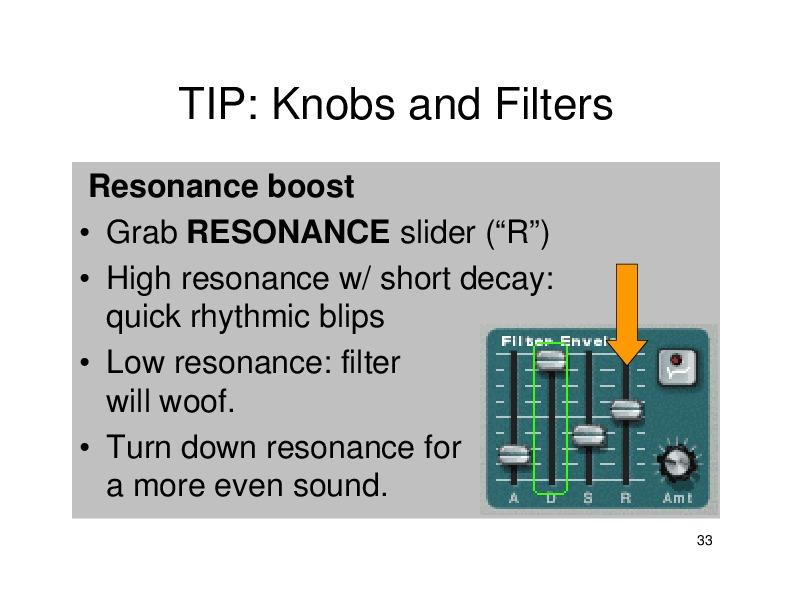 TIP: Knobs and Filters
Resonance boost
• Grab RESONANCE slider (“R”)
• High resonance w/ short decay:
quick rhythmic blips
• Low resonance: filter
will woof.
• Turn down resonance for
a more even sound.
Filter
A D S R Amt
33